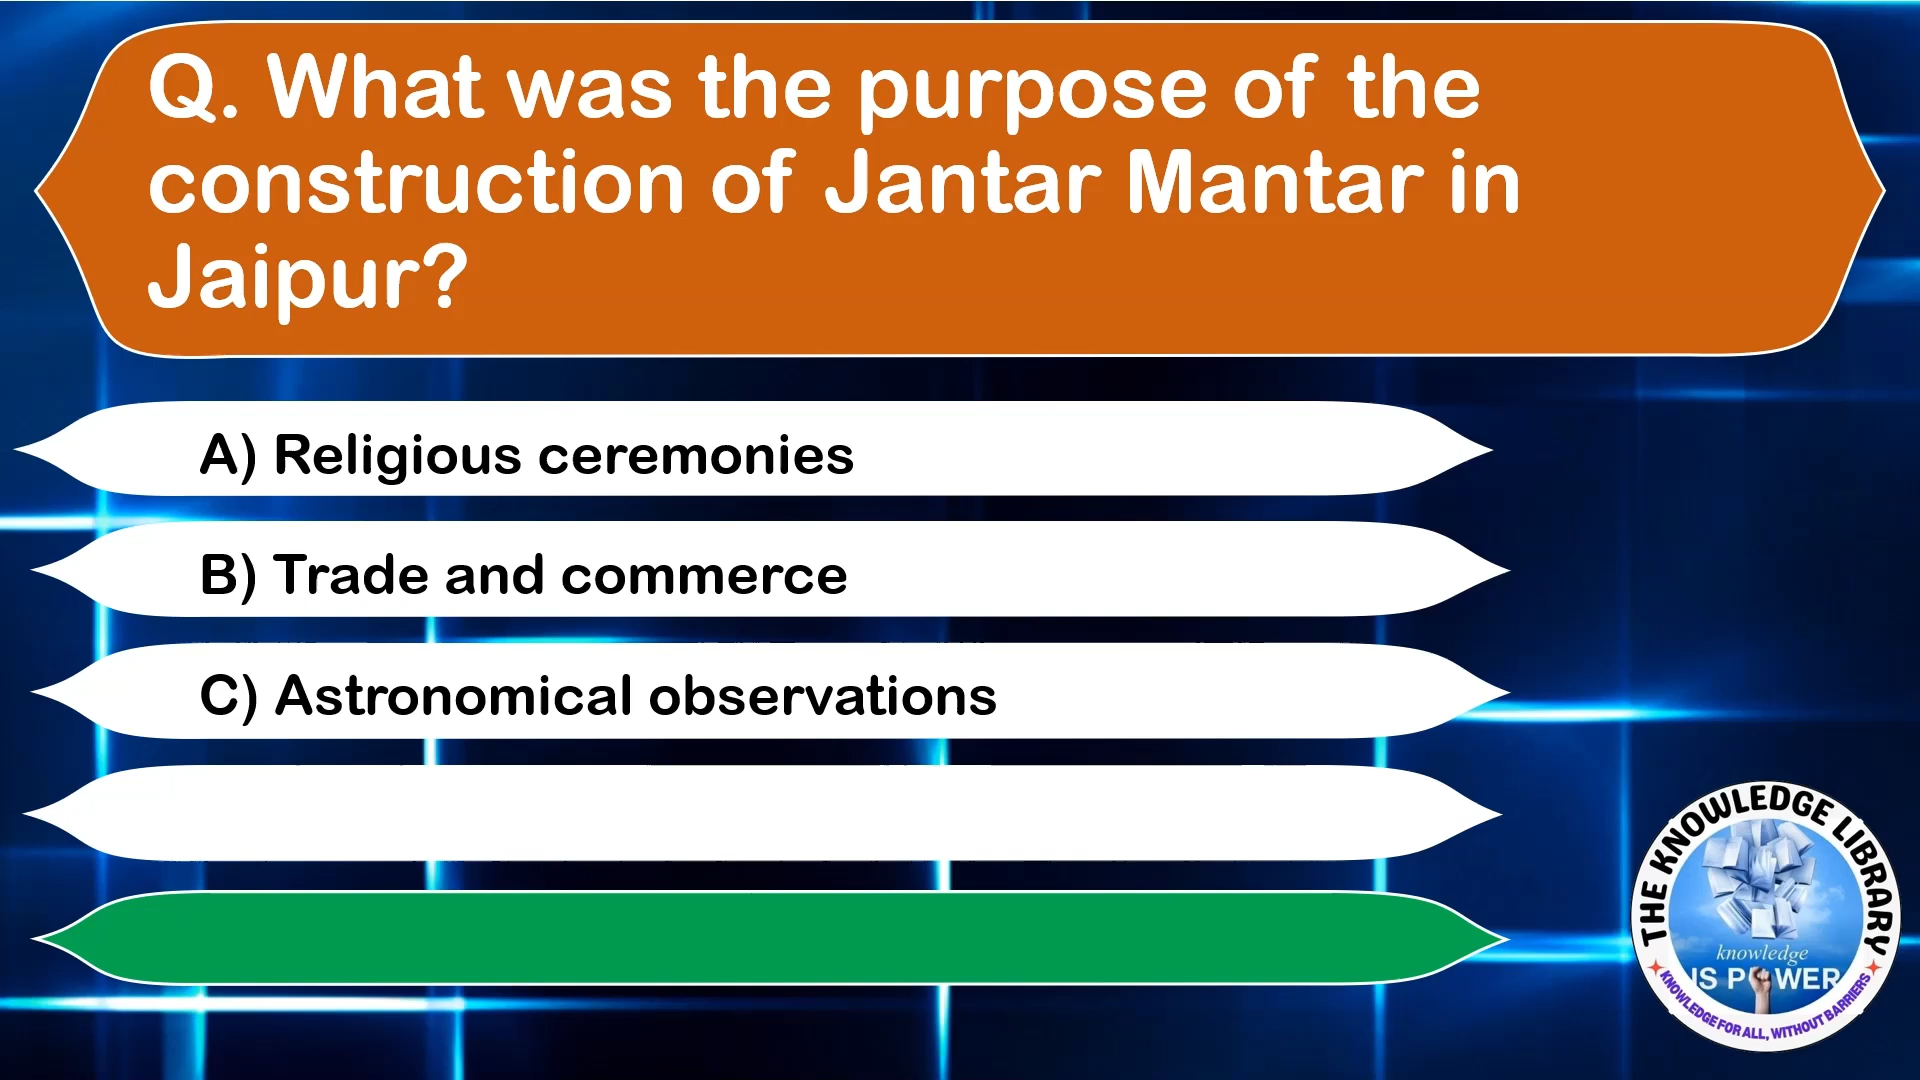 Q. What was the purpose of the
construction of Jantar Mantar in
Jaipur?
A) Religious ceremonies
B) Trade and commerce
C) Astronomical observations
THE KNOWLEDGE LIBRARY
knowledge
IS POWER
KNOWLEDGE FOR ALL, WITHOUT BARRIERS